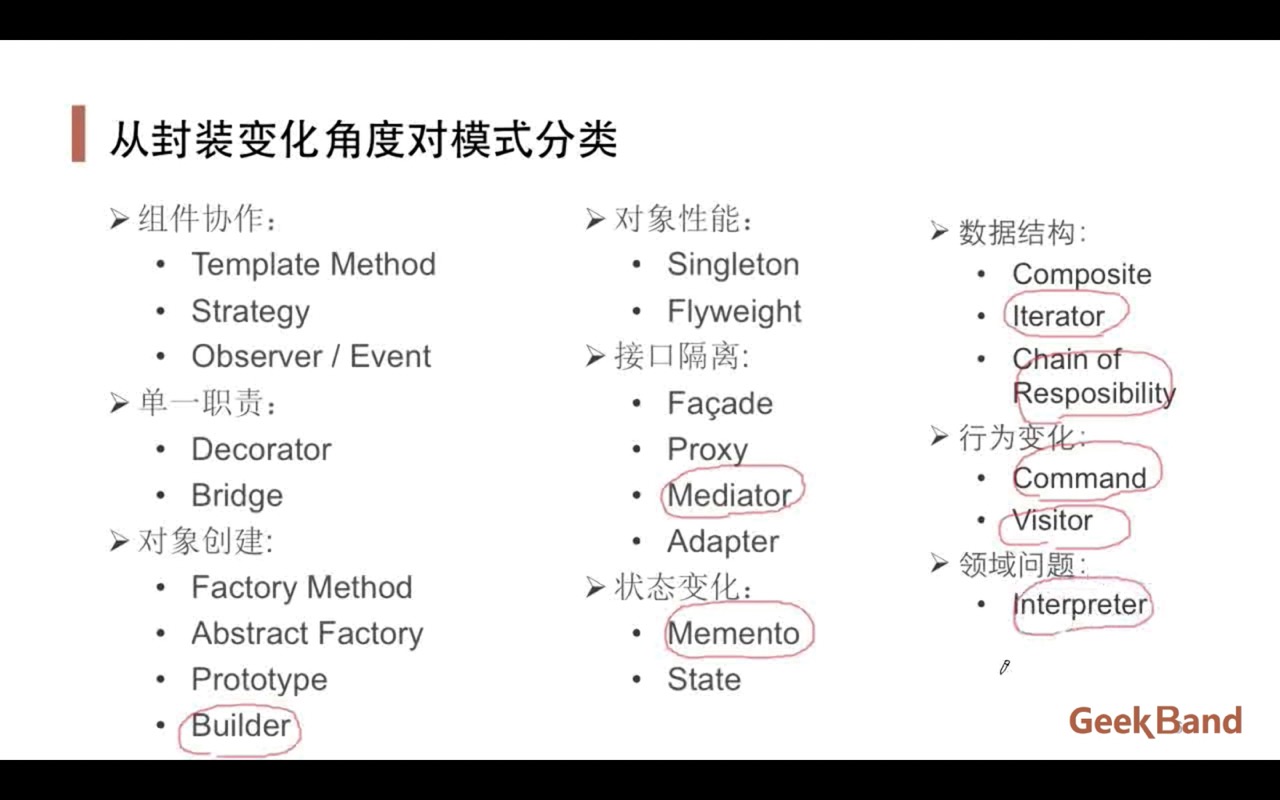 从封装变化角度对模式分类
组件协作：
Template Method
Strategy
Observer / Event
单一职责：
Decorator
Bridge
对象创建:
Factory Method
Abstract Factory
Prototype
Builder
对象性能：
Singleton
Flyweight
接口隔离:
Façade
Proxy
Mediator
Adapter
状态变化：
Memento
State
数据结构:
Composite
Iterator
Chain of
Resposibility
行为变化:
Command
Visitor
领域问题:
Interpreter
GeekBand